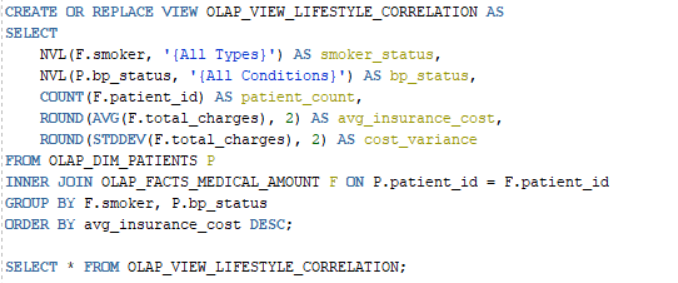 CREATE OR REPLACE VIEW OLAP_VIEW_LIFESTYLE_CORRELATION AS
SELECT
    NVL(F.smoker, '{All Types}') AS smoker_status,
    NVL(P.bp_status, '{All Conditions}') AS bp_status,
    COUNT(F.patient_id) AS patient_count,
    ROUND(AVG(F.total_charges), 2) AS avg_insurance_cost,
    ROUND(STDDEV(F.total_charges), 2) AS cost_variance
FROM OLAP_DIM_PATIENTS P
INNER JOIN OLAP_FACTS_MEDICAL_AMOUNT F ON P.patient_id = F.patient_id
GROUP BY F.smoker, P.bp_status
ORDER BY avg_insurance_cost DESC;
SELECT * FROM OLAP_VIEW_LIFESTYLE_CORRELATION;